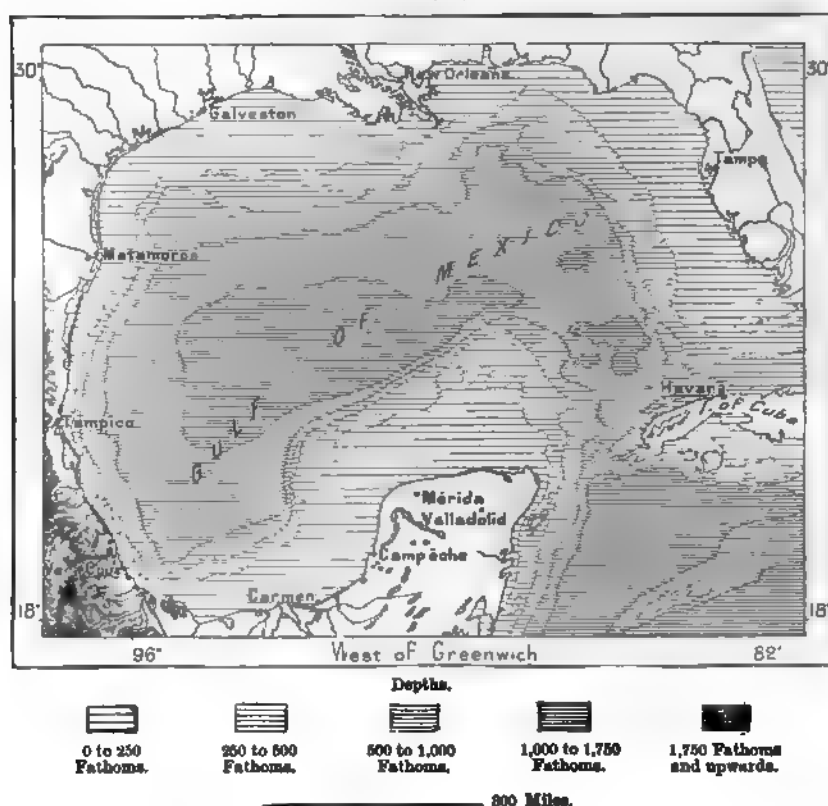 30° New Orleans 30°
Galveston
Tampa
Matamoros
MEXICO
OF
Havana
I. of Cuba
Tampico
GULF
Mérida
Valladolid
Campêche
Vera Cruz
Carmen
18° 18°
96° West of Greenwich 82°
Depths.
0 to 250 Fathoms.
250 to 500 Fathoms.
500 to 1,000 Fathoms.
1,000 to 1,750 Fathoms.
1,750 Fathoms and upwards.
300 Miles.